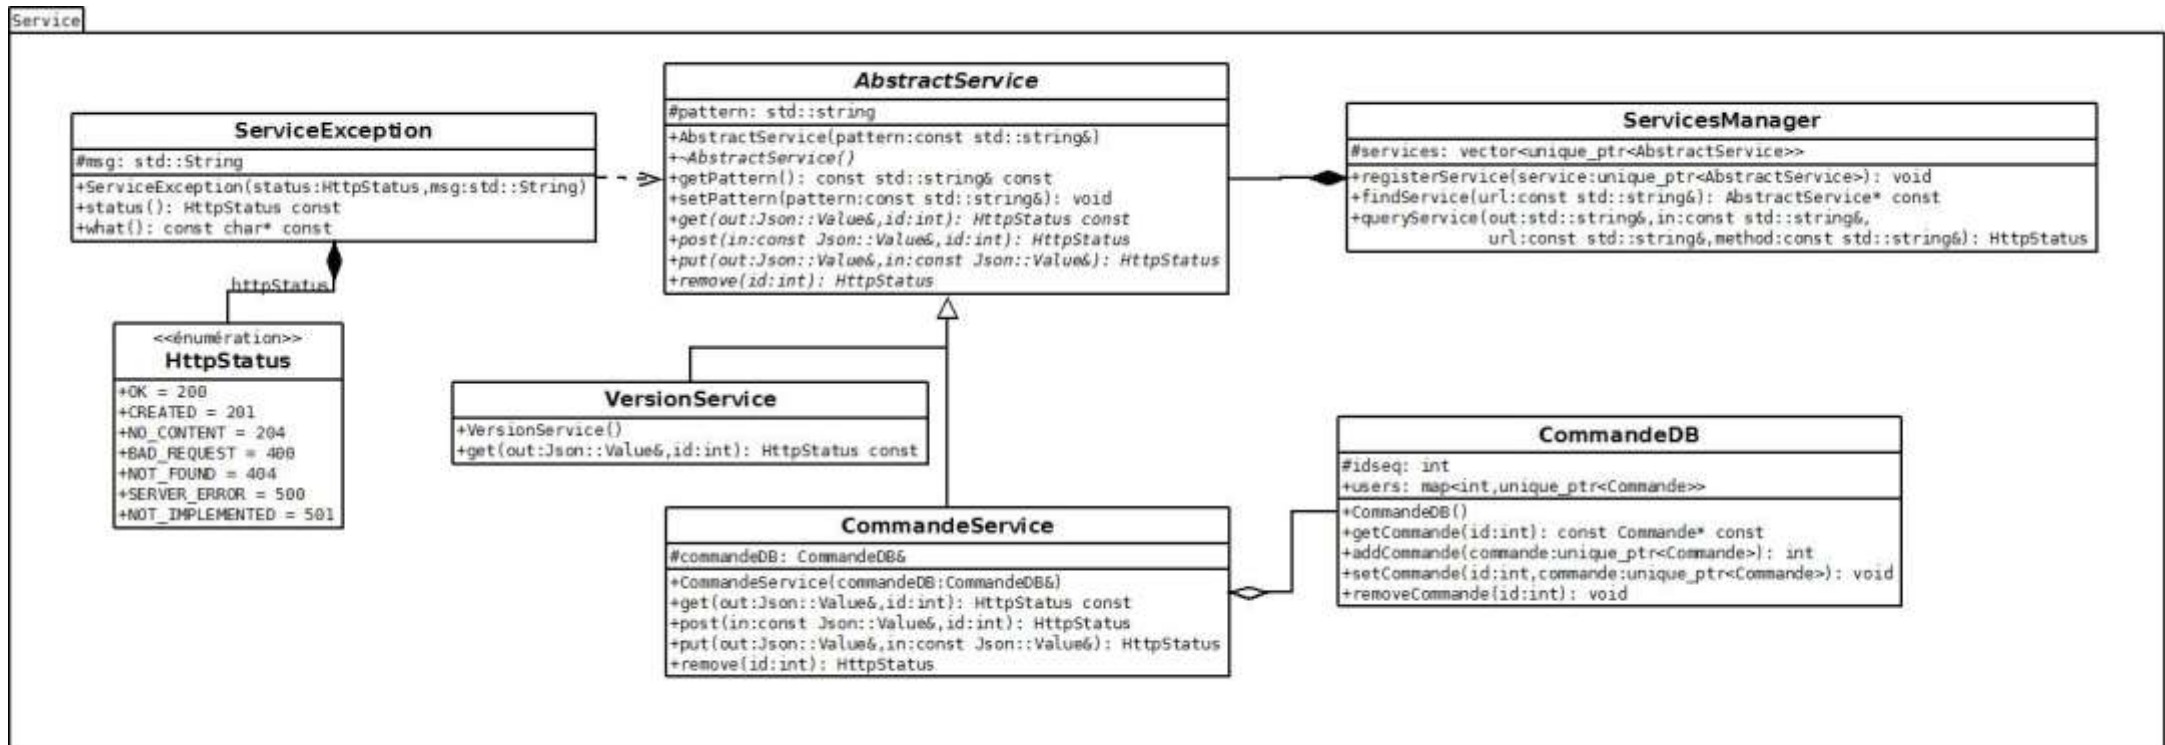 Service
ServiceException
#msg: std::String
+ServiceException(status:HttpStatus,msg:std::String)
+status(): HttpStatus const
+what(): const char* const
httpStatus
<<énumération>>
HttpStatus
+OK = 200
+CREATED = 201
+NO_CONTENT = 204
+BAD_REQUEST = 400
+NOT_FOUND = 404
+SERVER_ERROR = 500
+NOT_IMPLEMENTED = 501
AbstractService
#pattern: std::string
+AbstractService(pattern:const std::string&)
+~AbstractService()
+getPattern(): const std::string& const
+setPattern(pattern:const std::string&): void
+get(out:Json::Value&,id:int): HttpStatus const
+post(in:const Json::Value&,id:int): HttpStatus
+put(out:Json::Value&,in:const Json::Value&): HttpStatus
+remove(id:int): HttpStatus
ServicesManager
#services: vector<unique_ptr<AbstractService>>
+registerService(service:unique_ptr<AbstractService>): void
+findService(url:const std::string&): AbstractService* const
+queryService(out:std::string&,in:const std::string&,
url:const std::string&,method:const std::string&): HttpStatus
VersionService
+VersionService()
+get(out:Json::Value&,id:int): HttpStatus const
CommandeService
#commandeDB: CommandeDB&
+CommandeService(commandeDB:CommandeDB&)
+get(out:Json::Value&,id:int): HttpStatus const
+post(in:const Json::Value&,id:int): HttpStatus
+put(out:Json::Value&,in:const Json::Value&): HttpStatus
+remove(id:int): HttpStatus
CommandeDB
#idseq: int
+users: map<int,unique_ptr<Commande>>
+CommandeDB()
+getCommande(id:int): const Commande* const
+addCommande(commande:unique_ptr<Commande>): int
+setCommande(id:int,commande:unique_ptr<Commande>): void
+removeCommande(id:int): void